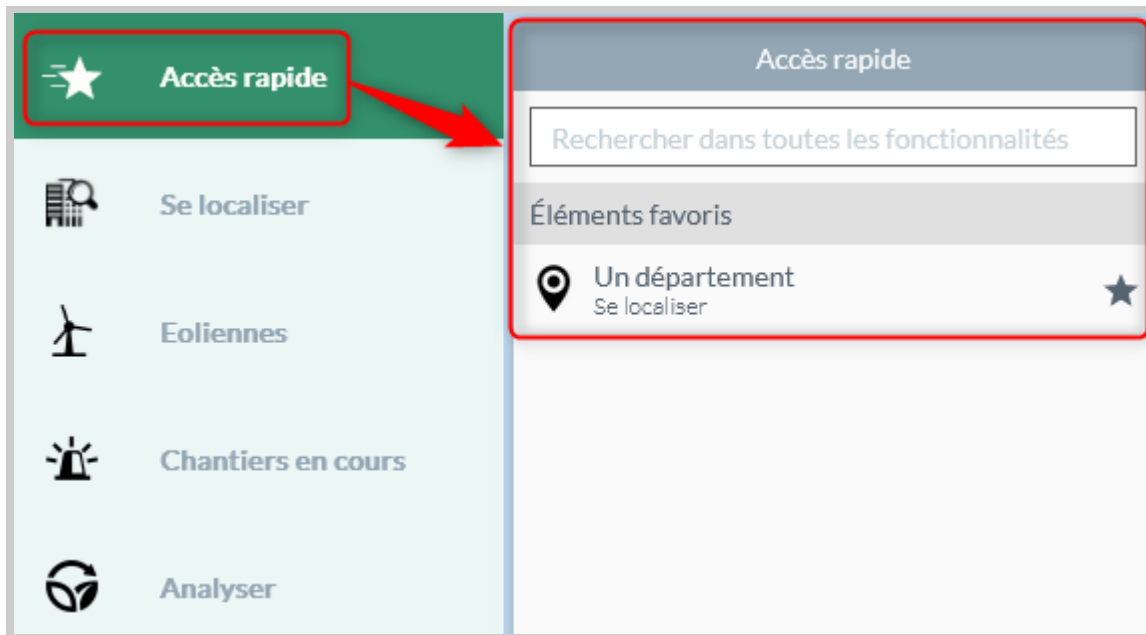 Accès rapide
Se localiser
Eoliennes
Chantiers en cours
Analyser
Accès rapide
Rechercher dans toutes les fonctionnalités
Éléments favoris
Un département
Se localiser